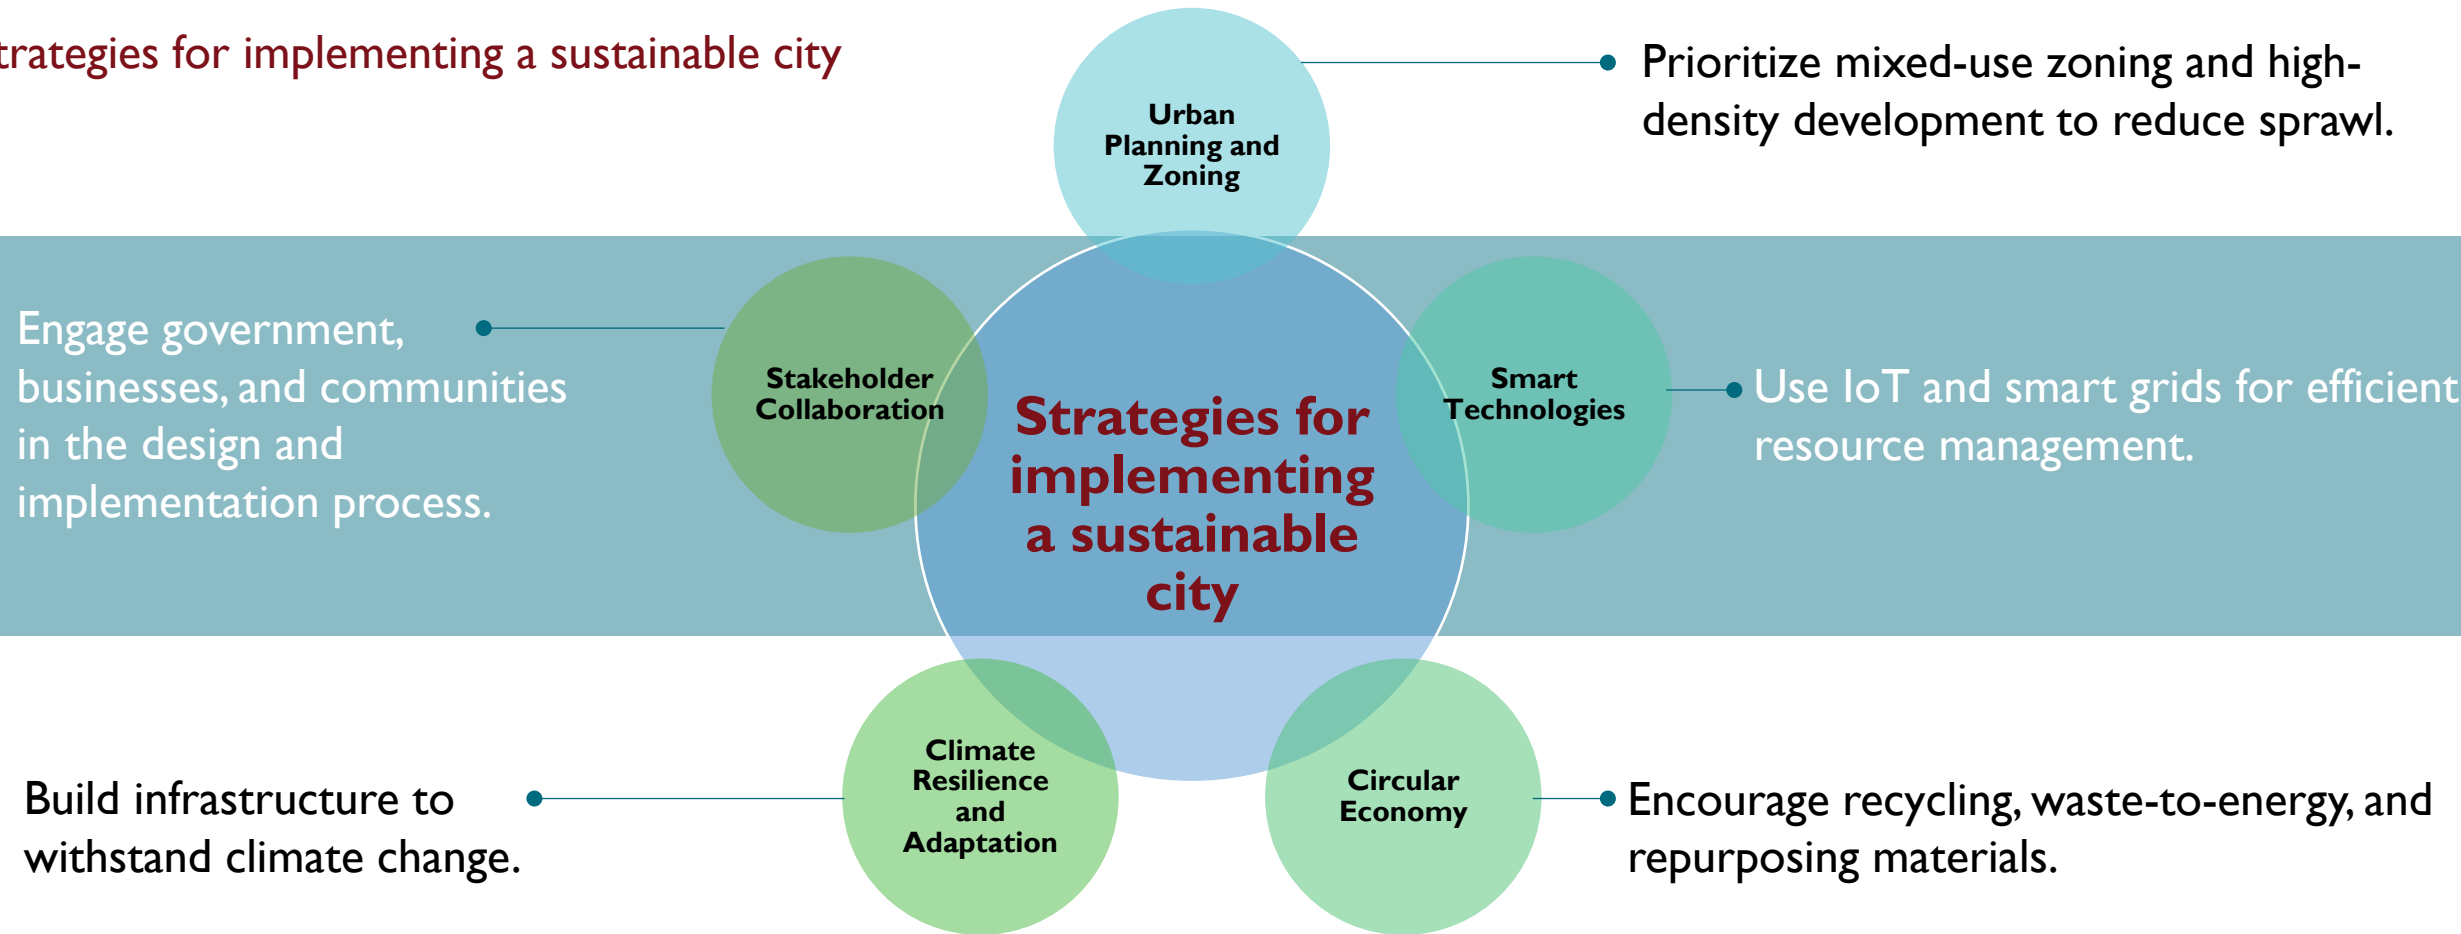 trategies for implementing a sustainable city
Urban
Planning and
Zoning
Prioritize mixed-use zoning and high-
density development to reduce sprawl.
Engage government,
businesses, and communities
in the design and
implementation process.
Stakeholder
Collaboration
Strategies for
implementing
a sustainable
city
Smart
Technologies
Use IoT and smart grids for efficient
resource management.
Build infrastructure to
withstand climate change.
Climate
Resilience
and
Adaptation
Circular
Economy
Encourage recycling, waste-to-energy, and
repurposing materials.